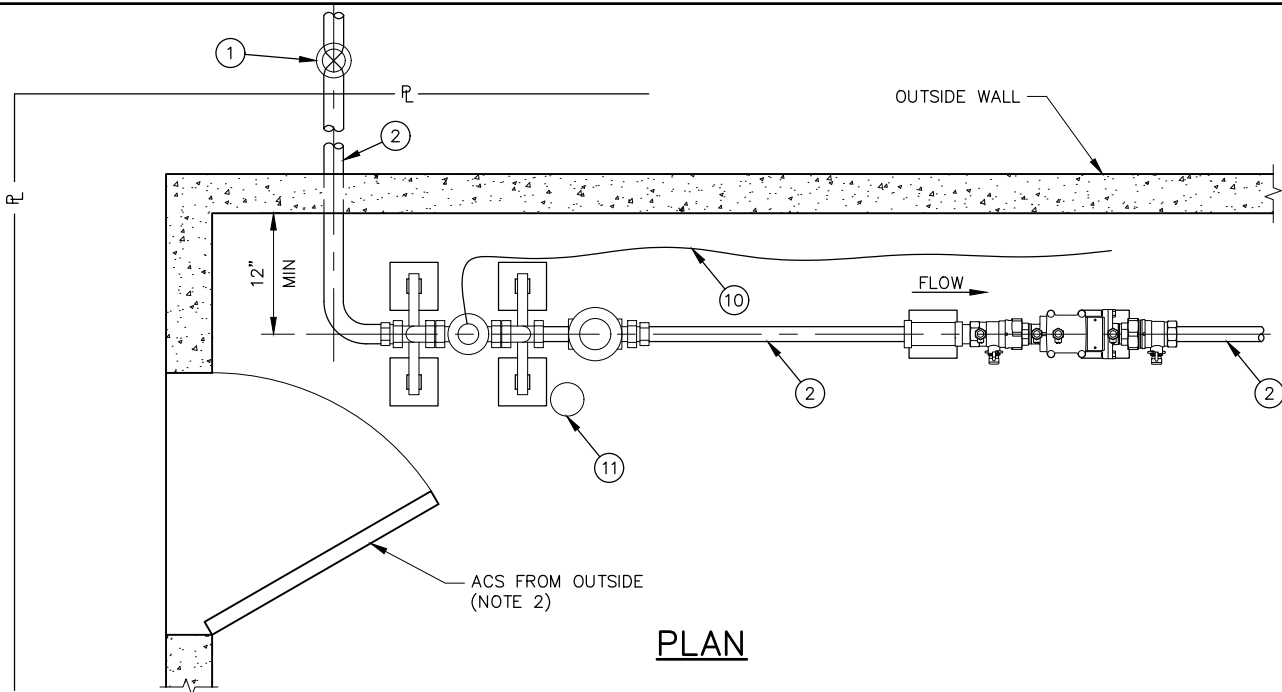 1
PL
OUTSIDE WALL
2
PL
12"
MIN
10
FLOW
2
2
11
ACS FROM OUTSIDE
(NOTE 2)
PLAN